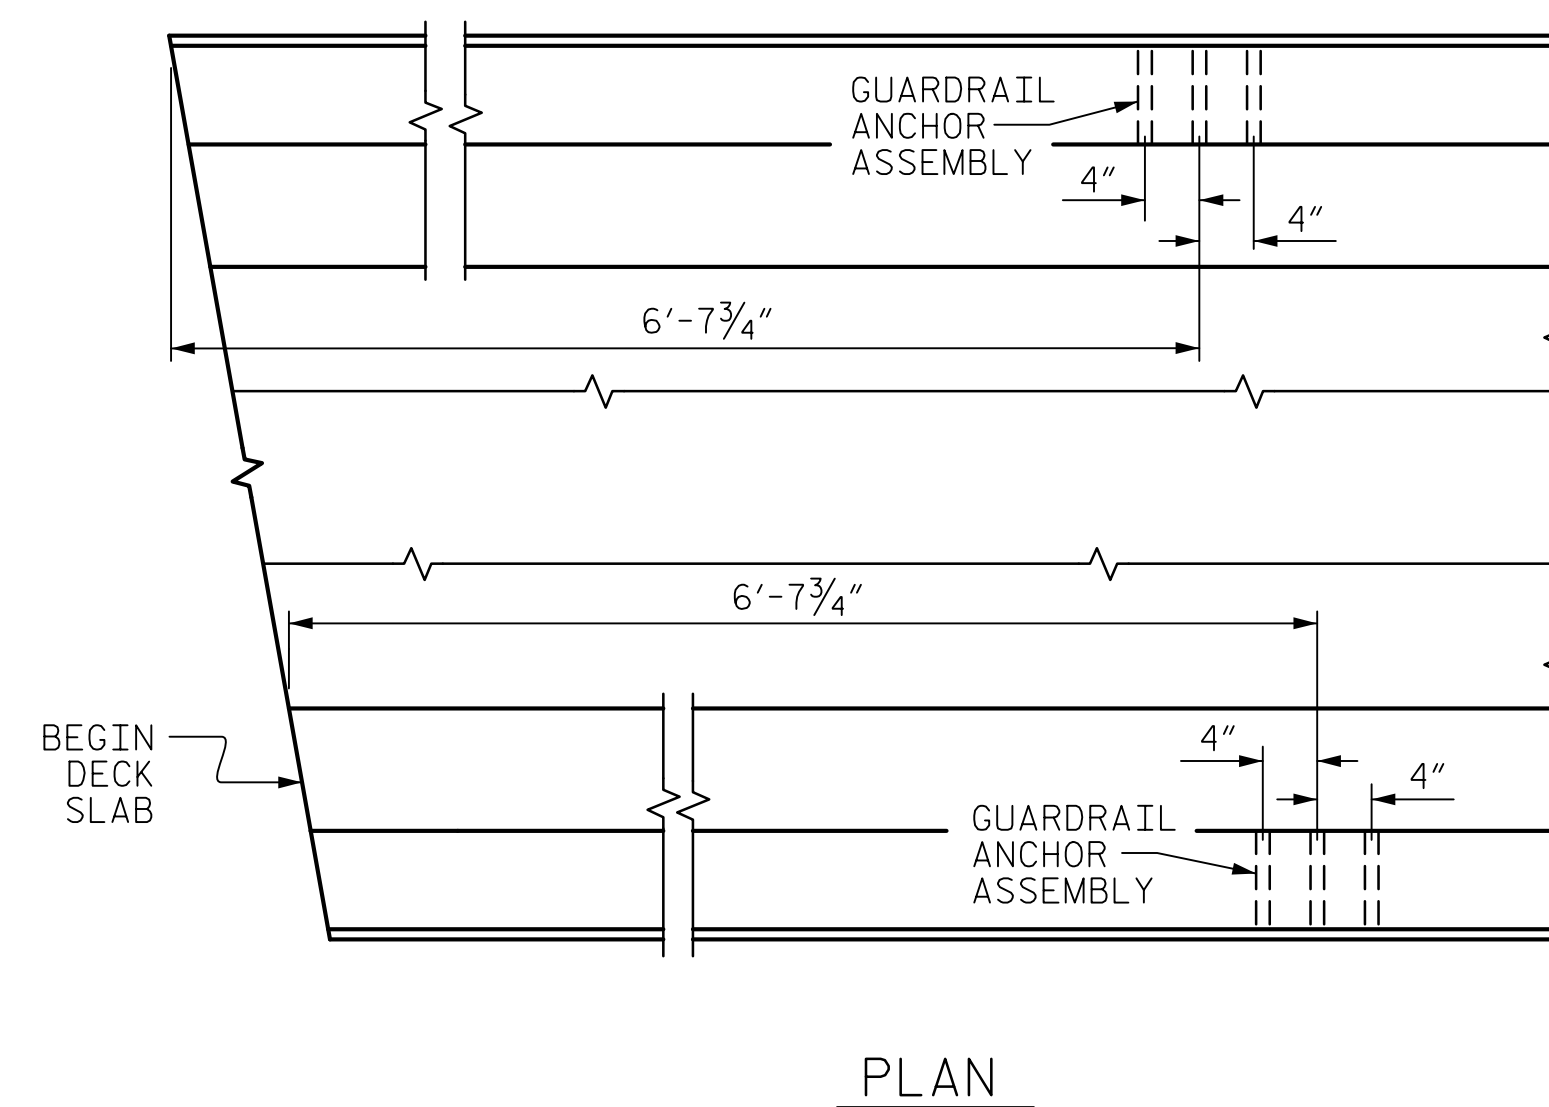 GUARDRAIL
ANCHOR
ASSEMBLY
4"
4"
6'-7¾"
6'-7¾"
BEGIN
DECK
SLAB
4"
4"
GUARDRAIL
ANCHOR
ASSEMBLY
PLAN